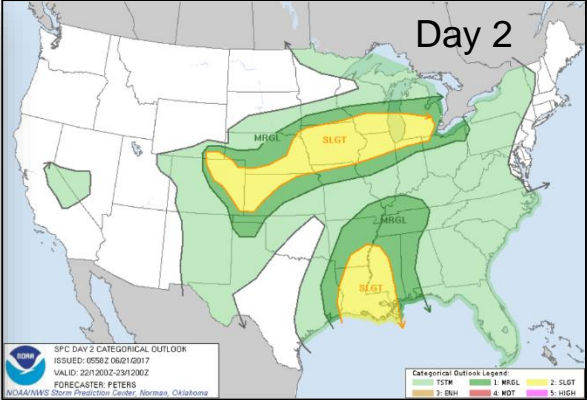 Day 2
MRGL
SLGT
MRGL
SLGT
NOAA
SPC DAY 2 CATEGORICAL OUTLOOK
ISSUED: 0558Z 06/21/2017
VALID: 22/1200Z-23/1200Z
FORECASTER: PETERS
NOAA/NWS Storm Prediction Center, Norman, Oklahoma
Categorical Outlook Legend:
TSTM 1: MRGL 2: SLGT
3: ENH 4: MDT 5: HIGH